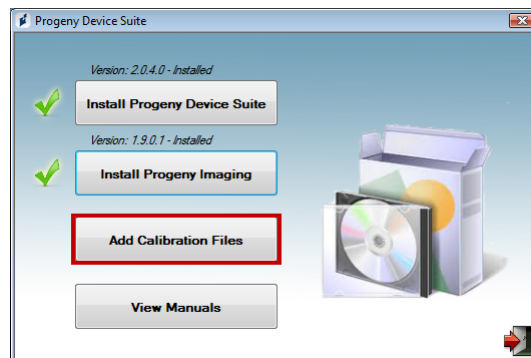 Progeny Device Suite
Version: 2.0.4.0 - Installed
Install Progeny Device Suite
Version: 1.9.0.1 - Installed
Install Progeny Imaging
Add Calibration Files
View Manuals